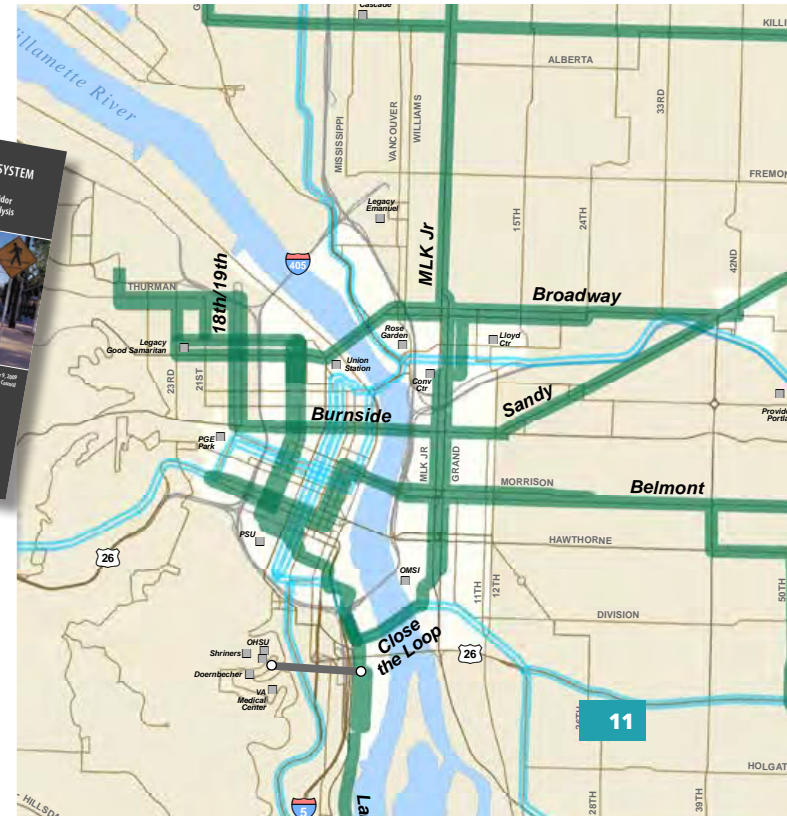 Cascade
KILLI
ALBERTA
Willamette River
33RD
MISSISSIPPI
VANCOUVER
WILLIAMS
SYSTEM
FREMON
Legacy
Emanuel
15TH
24TH
42ND
MLK Jr
405
18th/19th
THURMAN
Broadway
Legacy
Good Samaritan
Rose
Garden
Lloyd
Ctr
Union
Station
23RD
21ST
Conv
Ctr
Sandy
Provide
Portla
Burnside
PGE
Park
MLK JR
GRAND
MORRISON
Belmont
PSU
HAWTHORNE
26
OMSI
11TH
12TH
50TH
DIVISION
Close
the Loop
26
OHSU
Shriners
Doernbecher
VA
Medical
Center
11
HOLGAT
28TH
39TH
HILLSDA
5
La